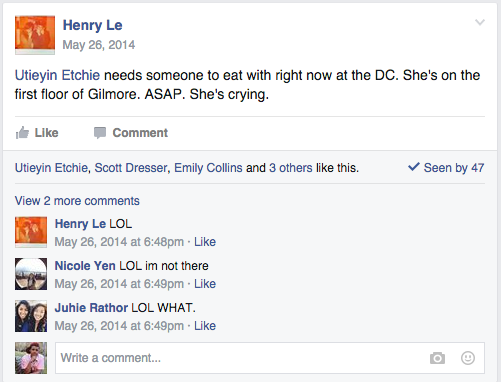 Henry Le
May 26, 2014
Utieyin Etchie needs someone to eat with right now at the DC. She's on the
first floor of Gilmore. ASAP. She's crying.
Like Comment
Utieyin Etchie, Scott Dresser, Emily Collins and 3 others like this. Seen by 47
View 2 more comments
Henry Le LOL
May 26, 2014 at 6:48pm · Like
Nicole Yen LOL im not there
May 26, 2014 at 6:49pm · Like
Juhie Rathor LOL WHAT.
May 26, 2014 at 6:49pm · Like
Write a comment...